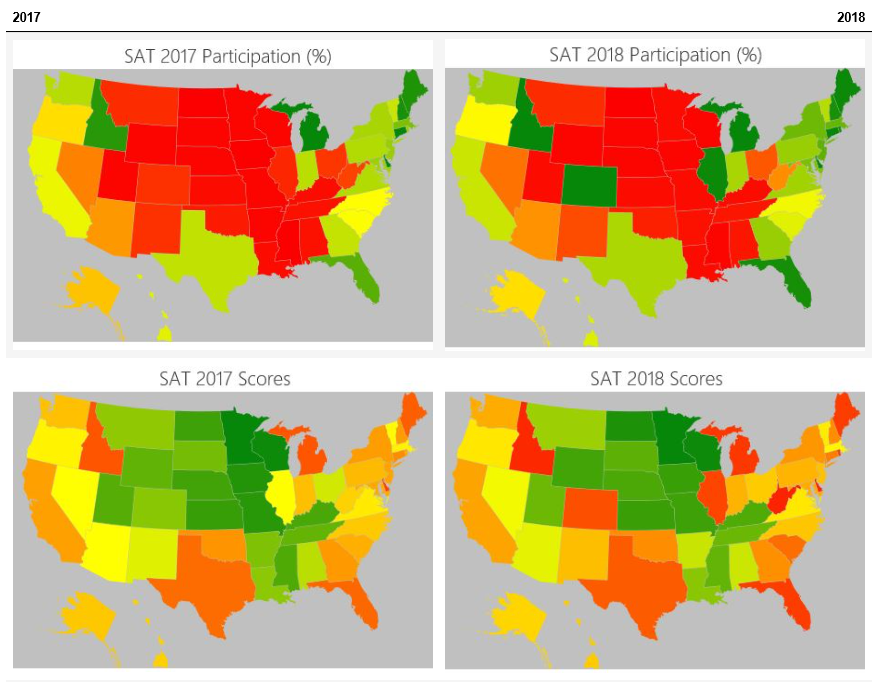 2017 2018
SAT 2017 Participation (%) SAT 2018 Participation (%)
SAT 2017 Scores SAT 2018 Scores